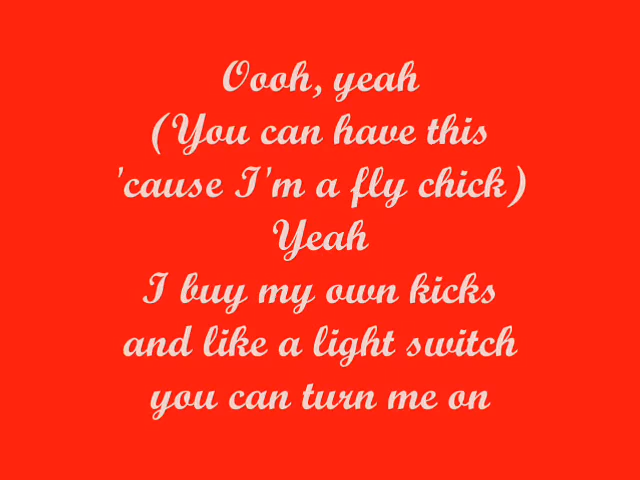 Oooh, yeah
(You can have this
'cause I'm a fly chick)
Yeah
I buy my own kicks
and like a light switch
you can turn me on